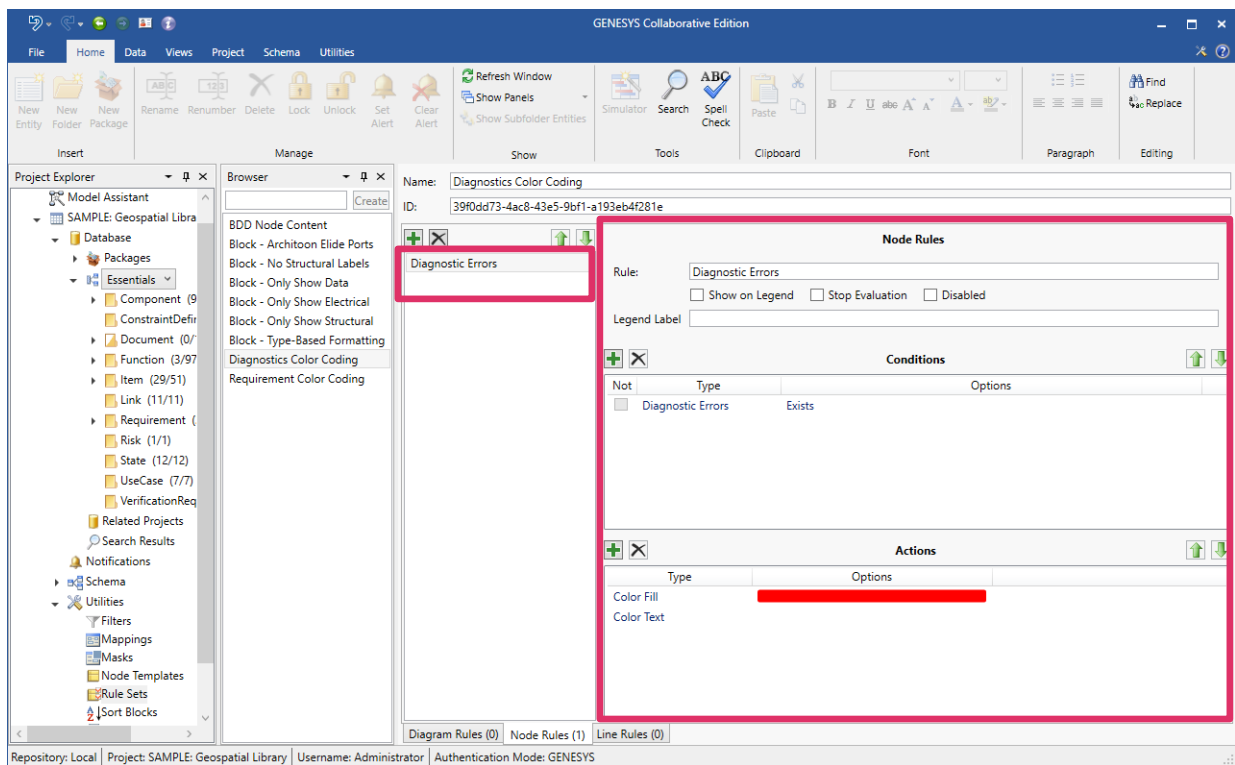 GENESYS Collaborative Edition
File Home Data Views Project Schema Utilities
New Entity New Folder New Package Rename Renumber Delete Lock Unlock Set Alert Clear Alert
Refresh Window
Show Panels
Show Subfolder Entities
Simulator Search Spell Check Paste
B I U abc A A A ab
Find
Replace
Insert Manage Show Tools Clipboard Font Paragraph Editing
Project Explorer
Model Assistant
SAMPLE: Geospatial Libra
Database
Packages
Essentials
Component (9
ConstraintDefin
Document (0/
Function (3/97
Item (29/51)
Link (11/11)
Requirement (
Risk (1/1)
State (12/12)
UseCase (7/7)
VerificationReq
Related Projects
Search Results
Notifications
Schema
Utilities
Filters
Mappings
Masks
Node Templates
Rule Sets
Sort Blocks
Browser
Create
BDD Node Content
Block - Architoon Elide Ports
Block - No Structural Labels
Block - Only Show Data
Block - Only Show Electrical
Block - Only Show Structural
Block - Type-Based Formatting
Diagnostics Color Coding
Requirement Color Coding
Name: Diagnostics Color Coding
ID: 39f0dd73-4ac8-43e5-9bf1-a193eb4f281e
Diagnostic Errors
Node Rules
Rule: Diagnostic Errors
Show on Legend Stop Evaluation Disabled
Legend Label
Conditions
Not Type Options
Diagnostic Errors Exists
Actions
Type Options
Color Fill
Color Text
Diagram Rules (0) Node Rules (1) Line Rules (0)
Repository: Local Project: SAMPLE: Geospatial Library Username: Administrator Authentication Mode: GENESYS